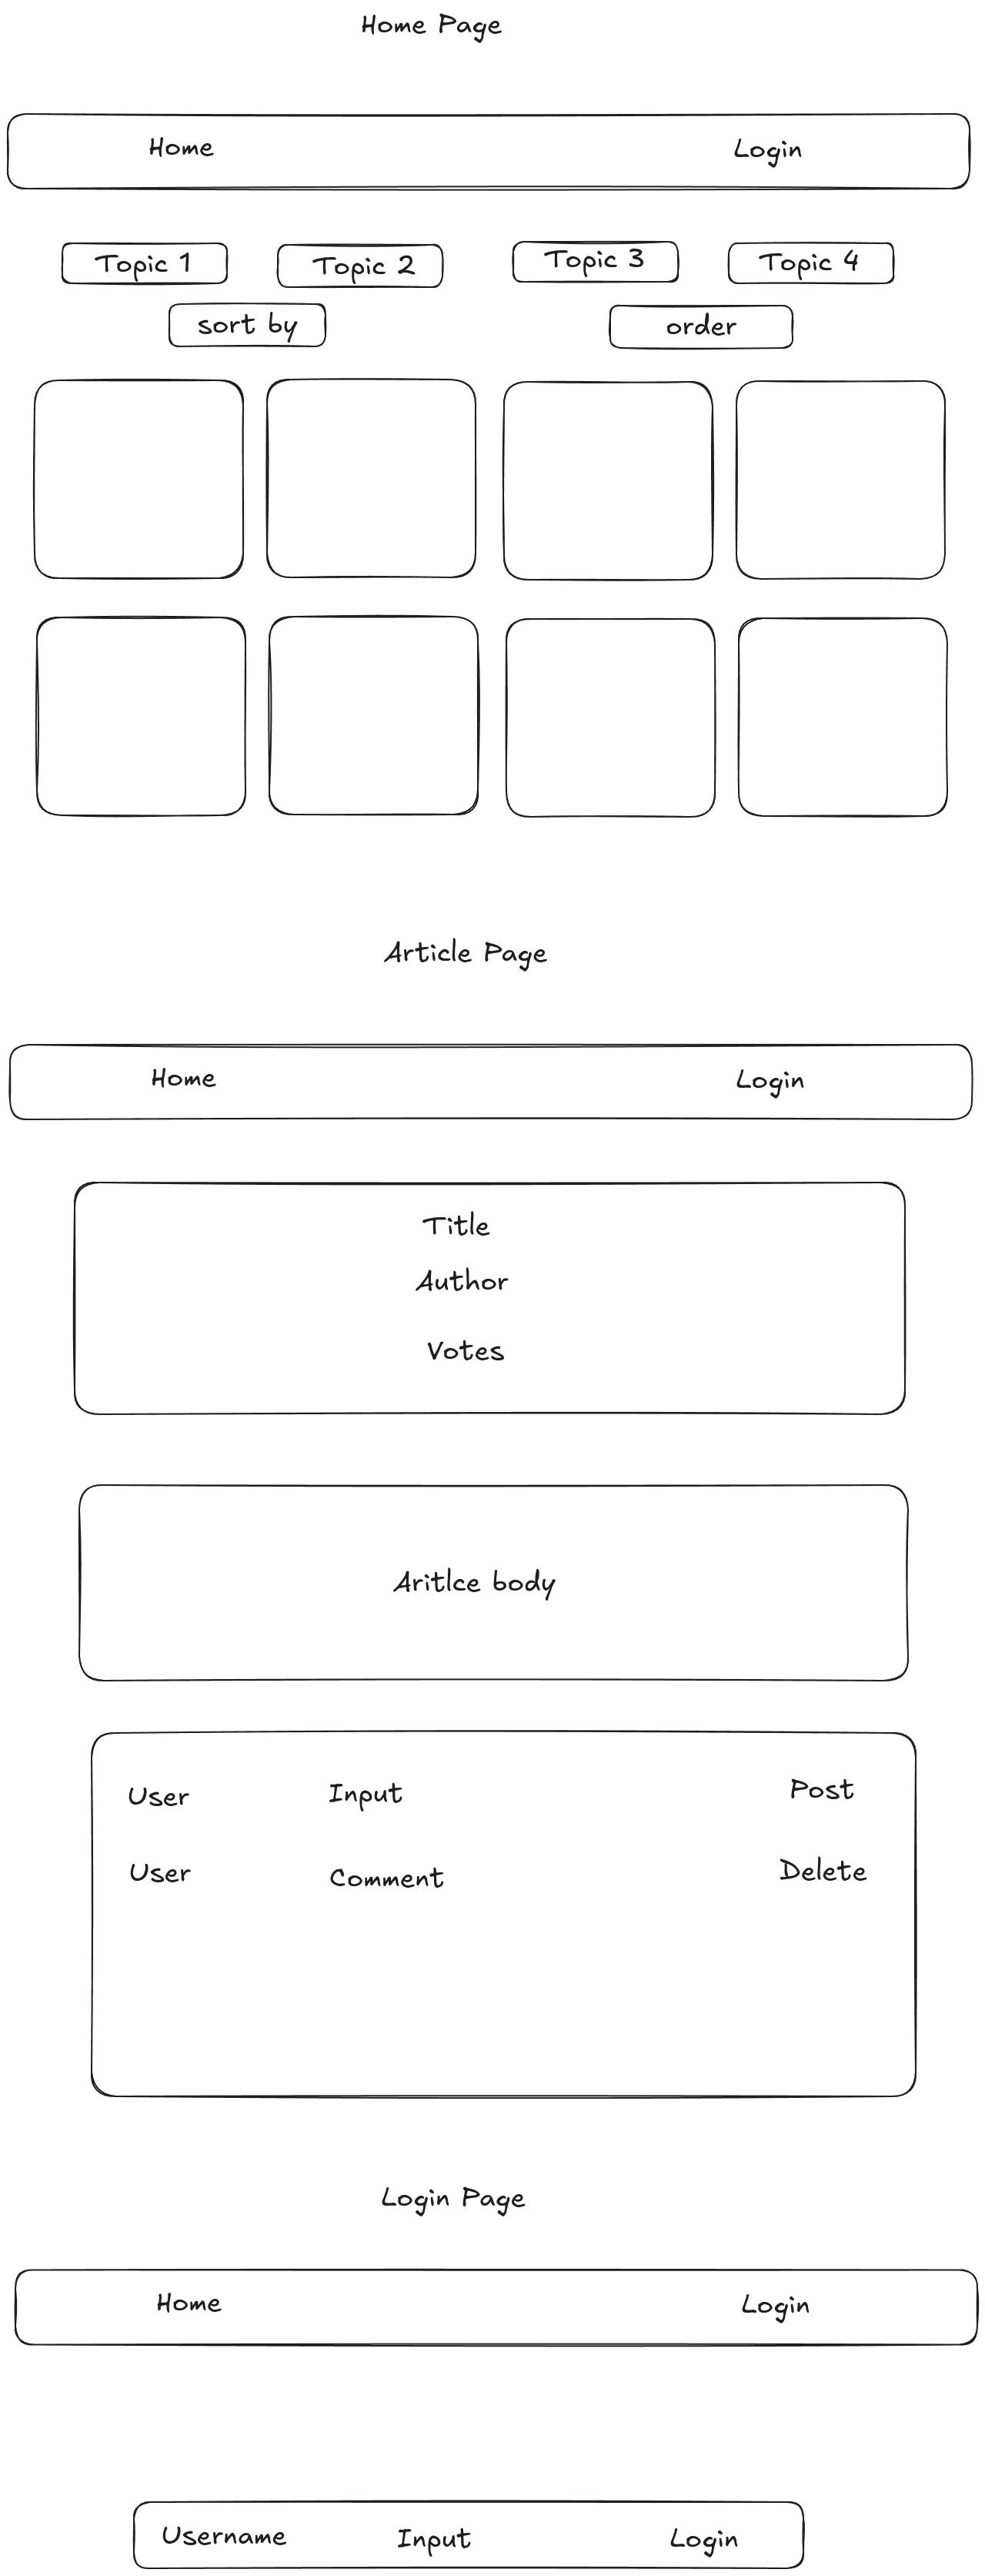 Home Page
Home Login
Topic 1 Topic 2 Topic 3 Topic 4
sort by order
Article Page
Home Login
Title
Author
Votes
Aritlce body
User Input Post
User Comment Delete
Login Page
Home Login
Username Input Login